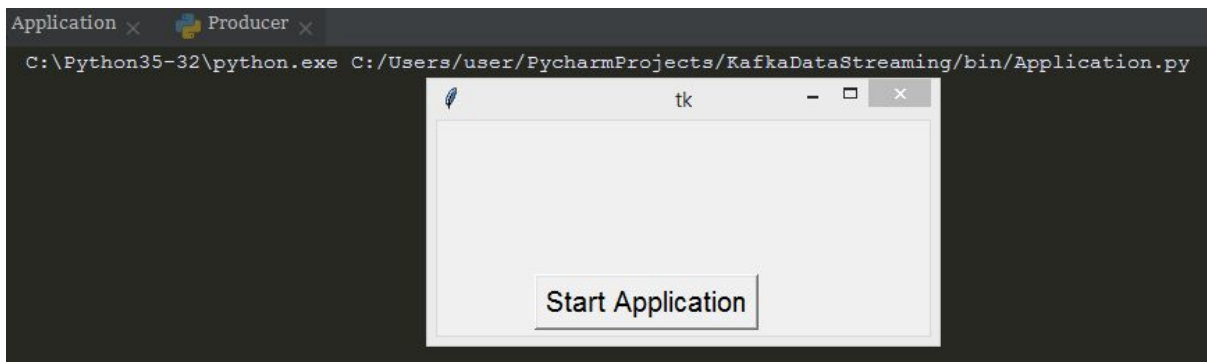 Application Producer
C:\Python35-32\python.exe C:/Users/user/PycharmProjects/KafkaDataStreaming/bin/Application.py
tk
Start Application